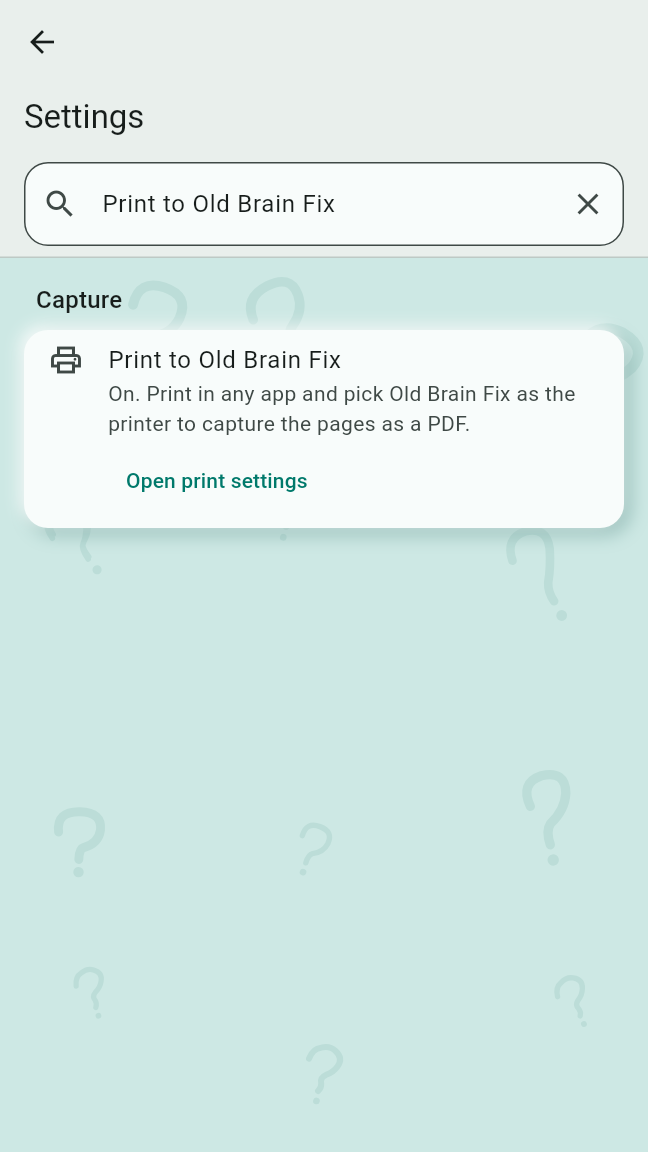 Settings
Print to Old Brain Fix
Capture
Print to Old Brain Fix
On. Print in any app and pick Old Brain Fix as the
printer to capture the pages as a PDF.
Open print settings